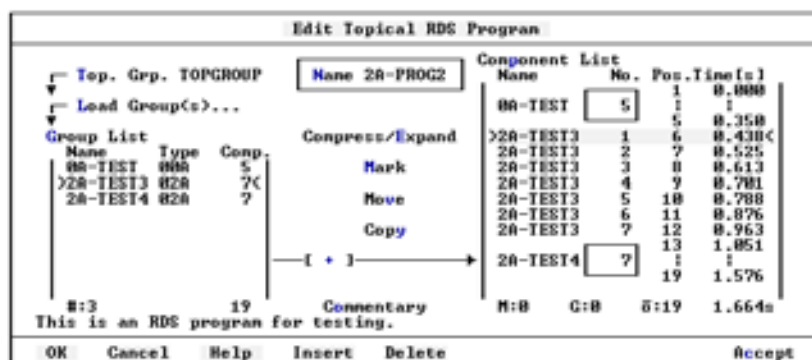 Edit Topical RDS Program
Top. Grp. TOPGROUP
Load Group(s)...
Group List
Name Type Comp.
0A-TEST 00A 5
>2A-TEST3 02A 7<
2A-TEST4 02A 7
#:3 19
Name 2A-PROG2
Compress/Expand
Mark
Move
Copy
[ + ]
Commentary
Component List
Name No. Pos. Time[s]
1 0.000
0A-TEST 5 : :
5 0.350
>2A-TEST3 1 6 0.438<
2A-TEST3 2 7 0.525
2A-TEST3 3 8 0.613
2A-TEST3 4 9 0.701
2A-TEST3 5 10 0.788
2A-TEST3 6 11 0.876
2A-TEST3 7 12 0.963
13 1.051
2A-TEST4 7 : :
19 1.576
M:0 G:0 δ:19 1.664s
This is an RDS program for testing.
OK Cancel Help Insert Delete Accept